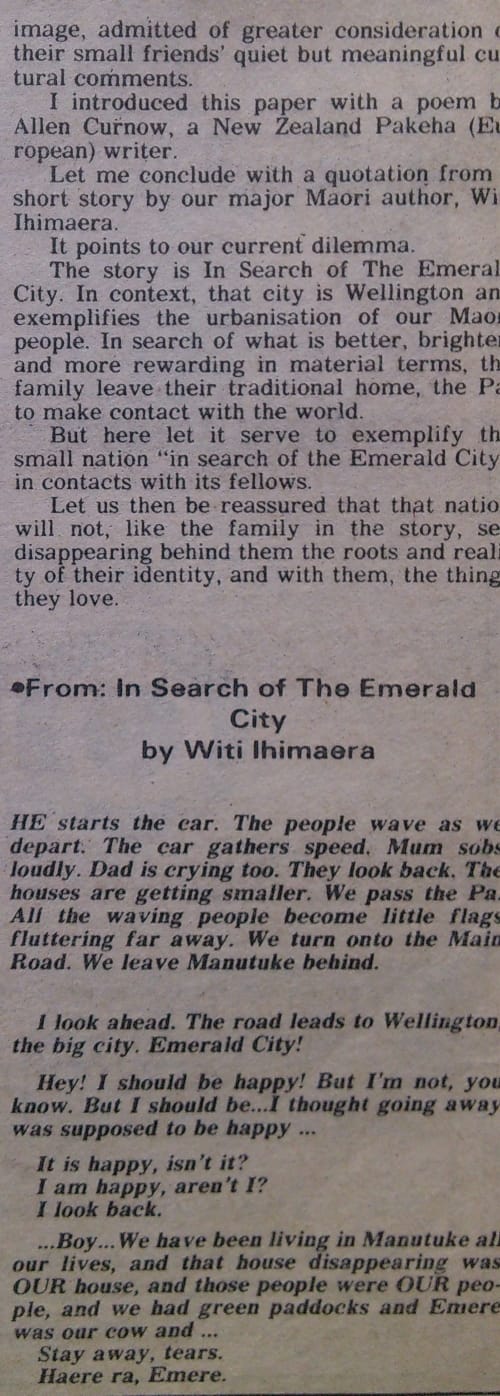 image, admitted of greater consideration
their small friends' quiet but meaningful cu
tural comments.
I introduced this paper with a poem b
Allen Curnow, a New Zealand Pakeha (Eu
ropean) writer.
Let me conclude with a quotation from
short story by our major Maori author, Wi
Ihimaera.
It points to our current dilemma.
The story is In Search of The Emeral
City. In context, that city is Wellington an
exemplifies the urbanisation of our Maor
people. In search of what is better, brighter
and more rewarding in material terms, th
family leave their traditional home, the Pa
to make contact with the world.
But here let it serve to exemplify th
small nation “in search of the Emerald City
in contacts with its fellows.
Let us then be reassured that that natio
will not, like the family in the story, se
disappearing behind them the roots and reali
ty of their identity, and with them, the thing
they love.
●From: In Search of The Emerald
City
by Witi Ihimaera
HE starts the car. The people wave as we
depart. The car gathers speed. Mum sobs
loudly. Dad is crying too. They look back. The
houses are getting smaller. We pass the Pa.
All the waving people become little flags
fluttering far away. We turn onto the Main
Road. We leave Manutuke behind.
I look ahead. The road leads to Wellington,
the big city. Emerald City!
Hey! I should be happy! But I'm not, you
know. But I should be...I thought going away
was supposed to be happy ...
It is happy, isn't it?
I am happy, aren't I?
I look back.
...Boy...We have been living in Manutuke all
our lives, and that house disappearing was
OUR house, and those people were OUR peo-
ple, and we had green paddocks and Emere
was our cow and ...
Stay away, tears.
Haere ra, Emere.